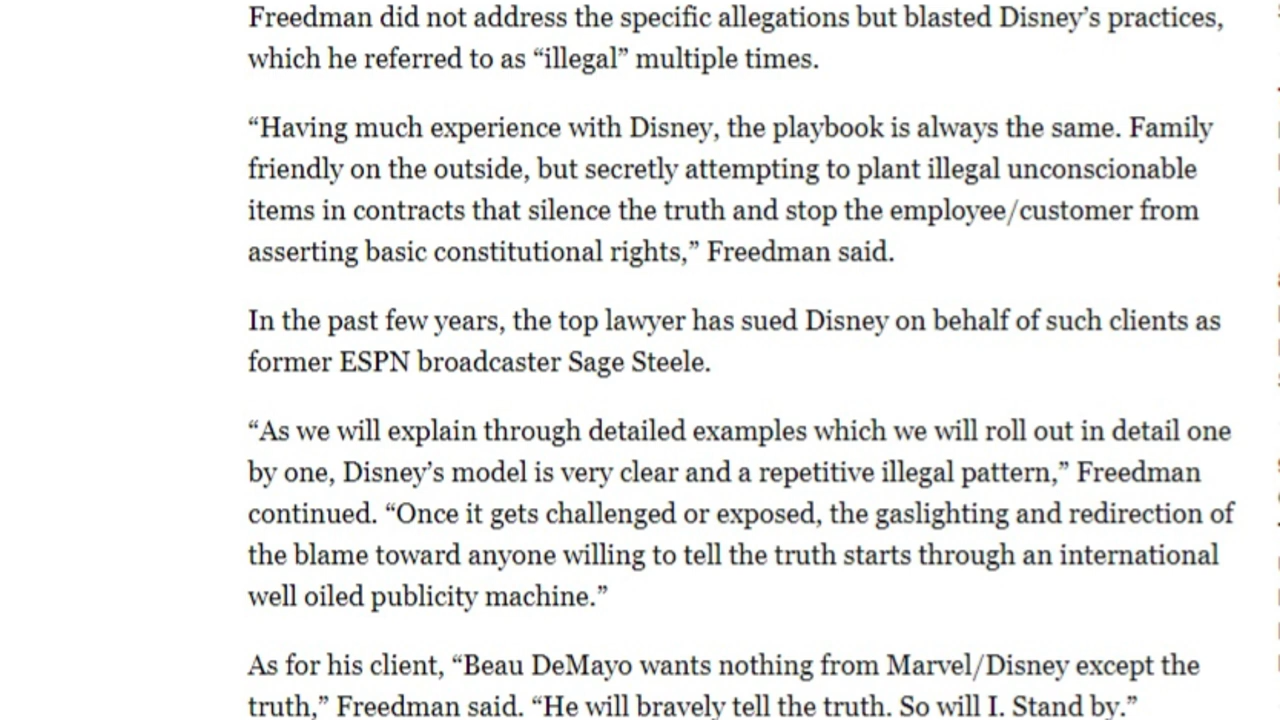 Freedman did not address the specific allegations but blasted Disney’s practices,
which he referred to as “illegal” multiple times.
“Having much experience with Disney, the playbook is always the same. Family
friendly on the outside, but secretly attempting to plant illegal unconscionable
items in contracts that silence the truth and stop the employee/customer from
asserting basic constitutional rights,” Freedman said.
In the past few years, the top lawyer has sued Disney on behalf of such clients as
former ESPN broadcaster Sage Steele.
“As we will explain through detailed examples which we will roll out in detail one
by one, Disney’s model is very clear and a repetitive illegal pattern,” Freedman
continued. “Once it gets challenged or exposed, the gaslighting and redirection of
the blame toward anyone willing to tell the truth starts through an international
well oiled publicity machine.”
As for his client, “Beau DeMayo wants nothing from Marvel/Disney except the
truth,” Freedman said. “He will bravely tell the truth. So will I. Stand by.”